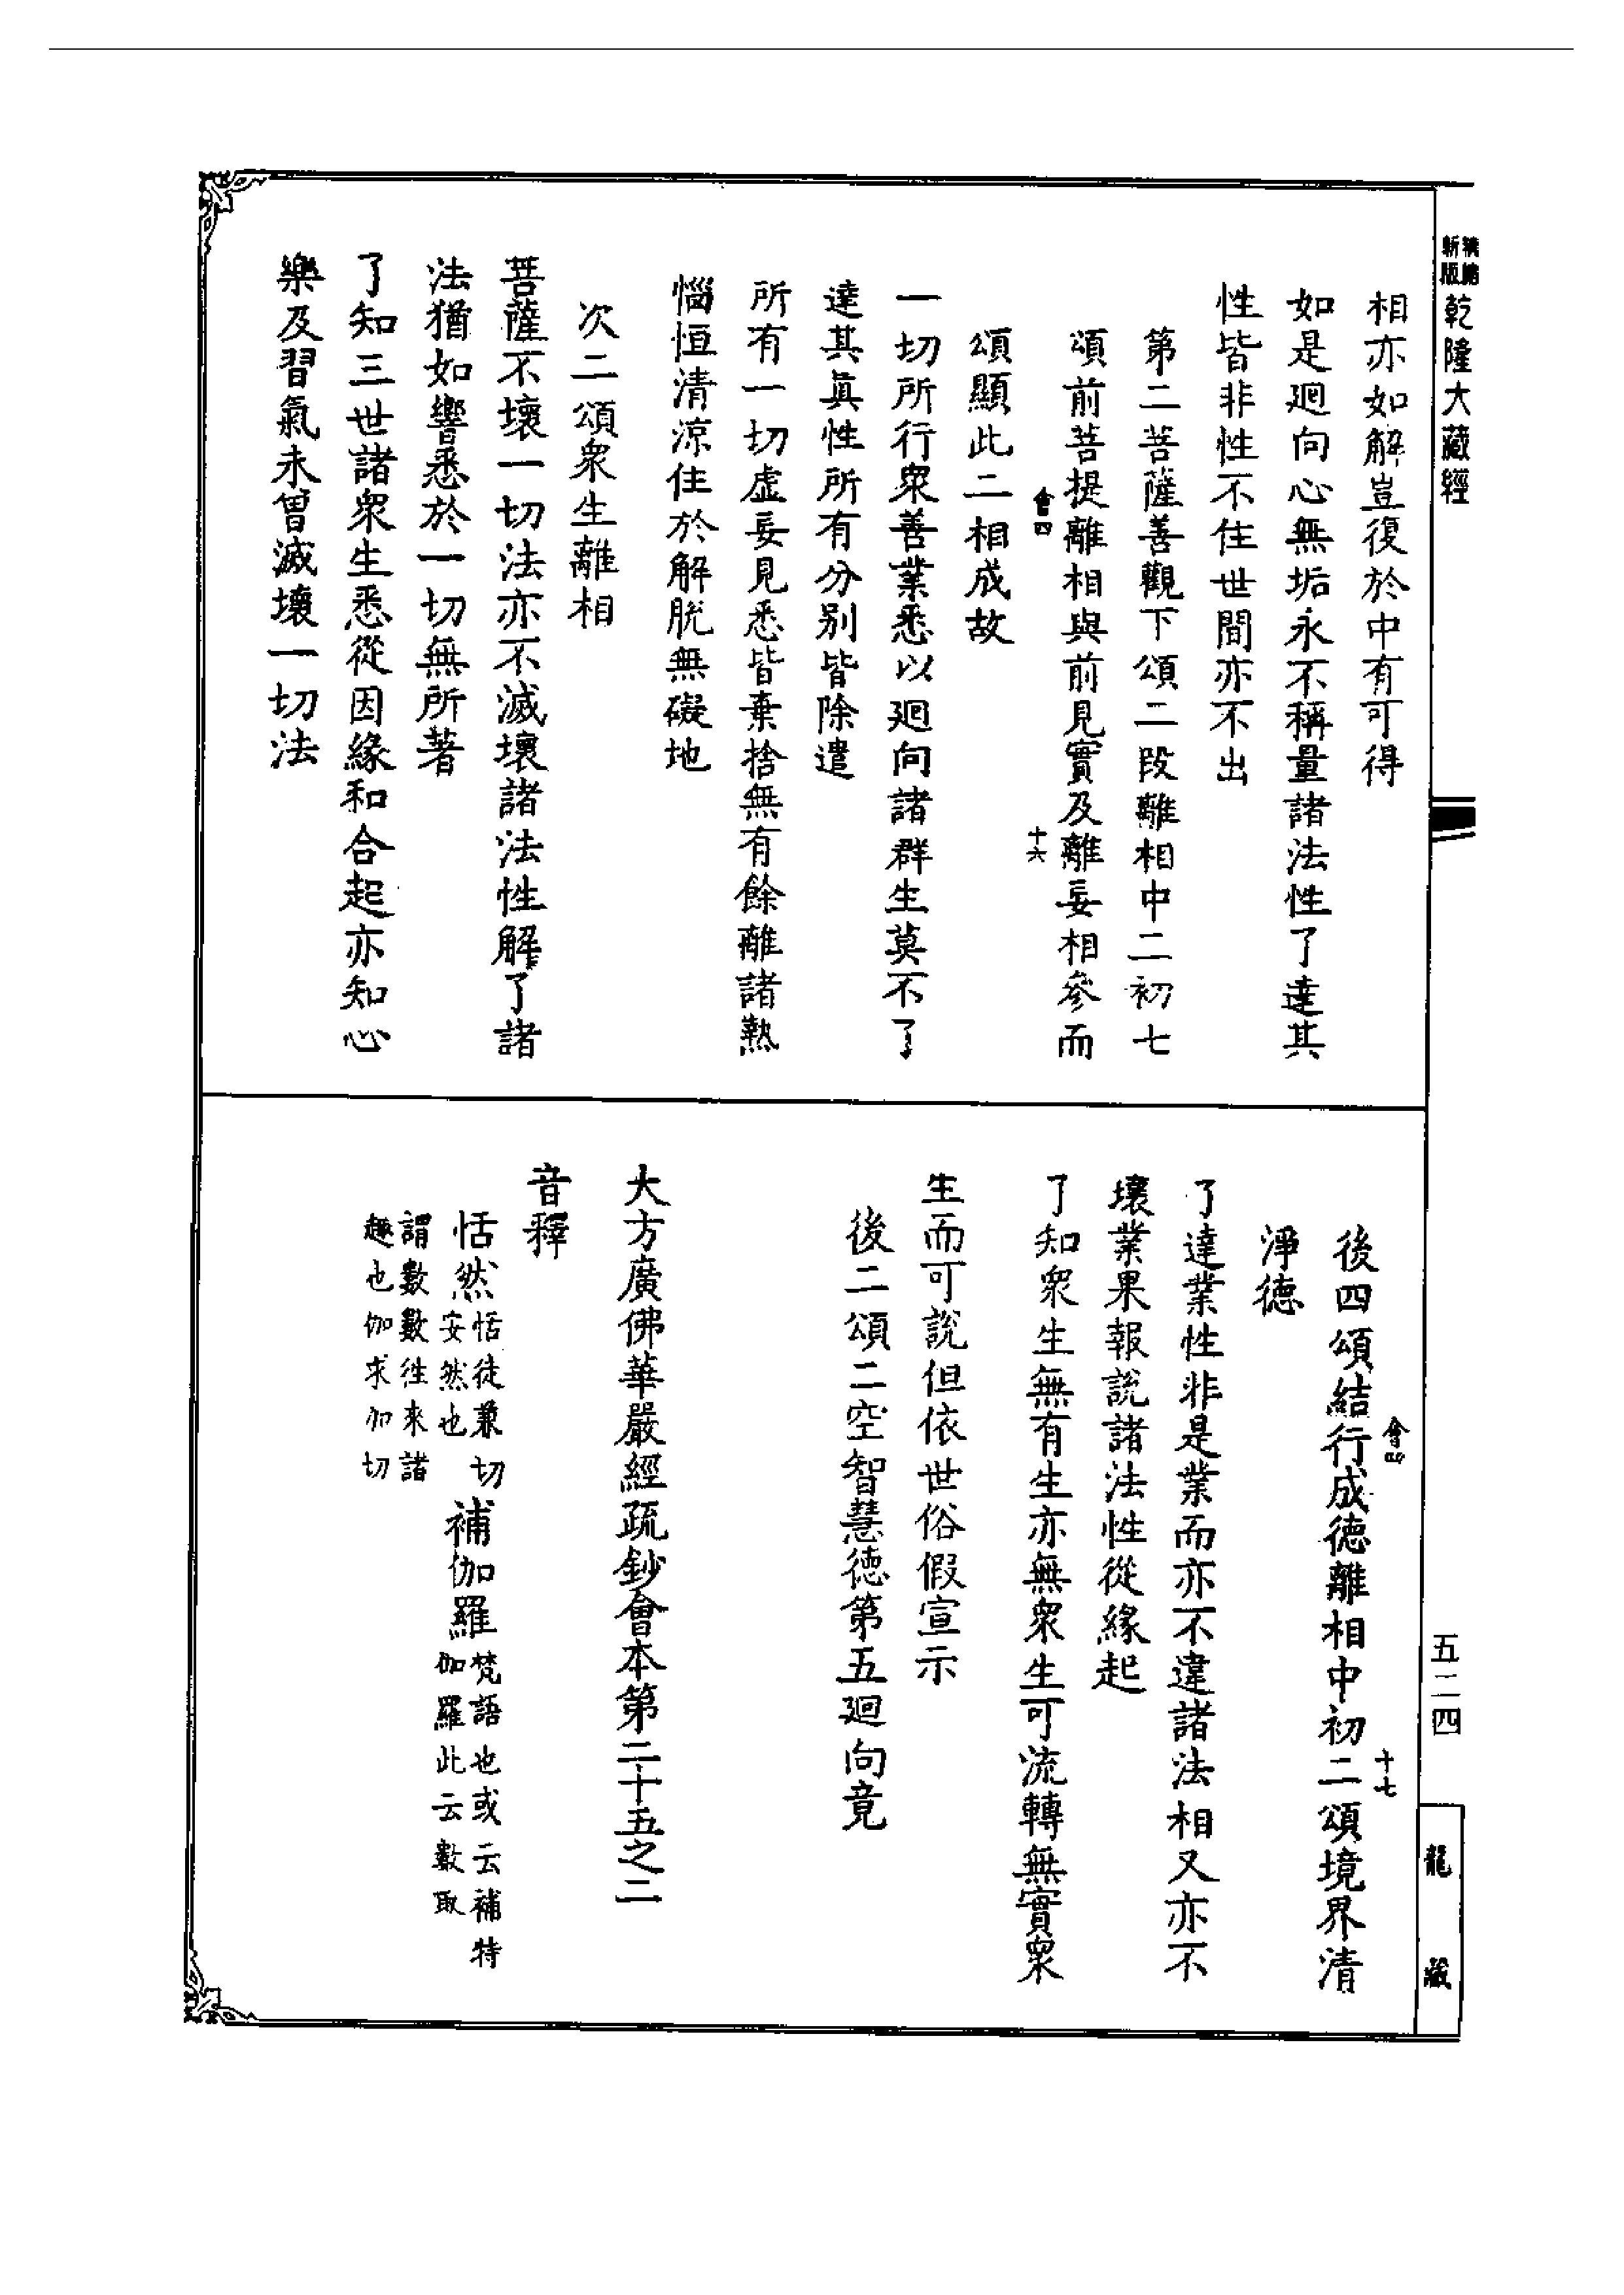 新版
乾隆大藏經
相亦如解豈復於中有可得
如是迴向心無垢永不稱量諸法性了達其
性皆非性不住世間亦不出
第二菩薩善觀下頌二段離相中二初七
頌前菩提離相與前見實及離妄相參而
會四
十六
頌顯此二相成故
一切所行衆善業悉以迴向諸群生莫不了
達其眞性所有分別皆除遣
所有一切虛妄見悉皆棄捨無有餘離諸熱
惱恒清涼住於解脫無礙地
次二頌衆生離相
菩薩不壞一切法亦不滅壞諸法性解了諸
法猶如響悉於一切無所著
了知三世諸衆生悉從因緣和合起亦知心
樂及習氣未曾滅壞一切法
五二四
龍藏
會四
十七
後四頌結行成德離相中初二頌境界清
淨德
了達業性非是業而亦不違諸法相又亦不
壞業果報說諸法性從緣起
了知衆生無有生亦無衆生可流轉無實衆
生而可說但依世俗假宣示
後二頌二空智慧德第五迴向竟
大方廣佛華嚴經疏鈔會本第二十五之二
音釋
恬然
恬徒兼切
安然也
補伽羅
梵語也或云補特
伽羅此云數取
謂數數往來諸
趣也伽求伽切